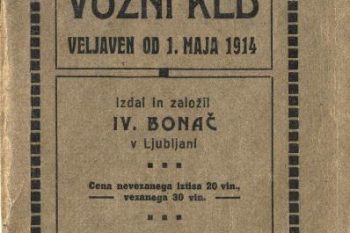 VOZNI RED
VELJAVEN OD 1. MAJA 1914
Izdal in založil
IV. BONAČ
v Ljubljani
Cena nevezanega iztisa 20 vin.,
vezanega 30 vin.